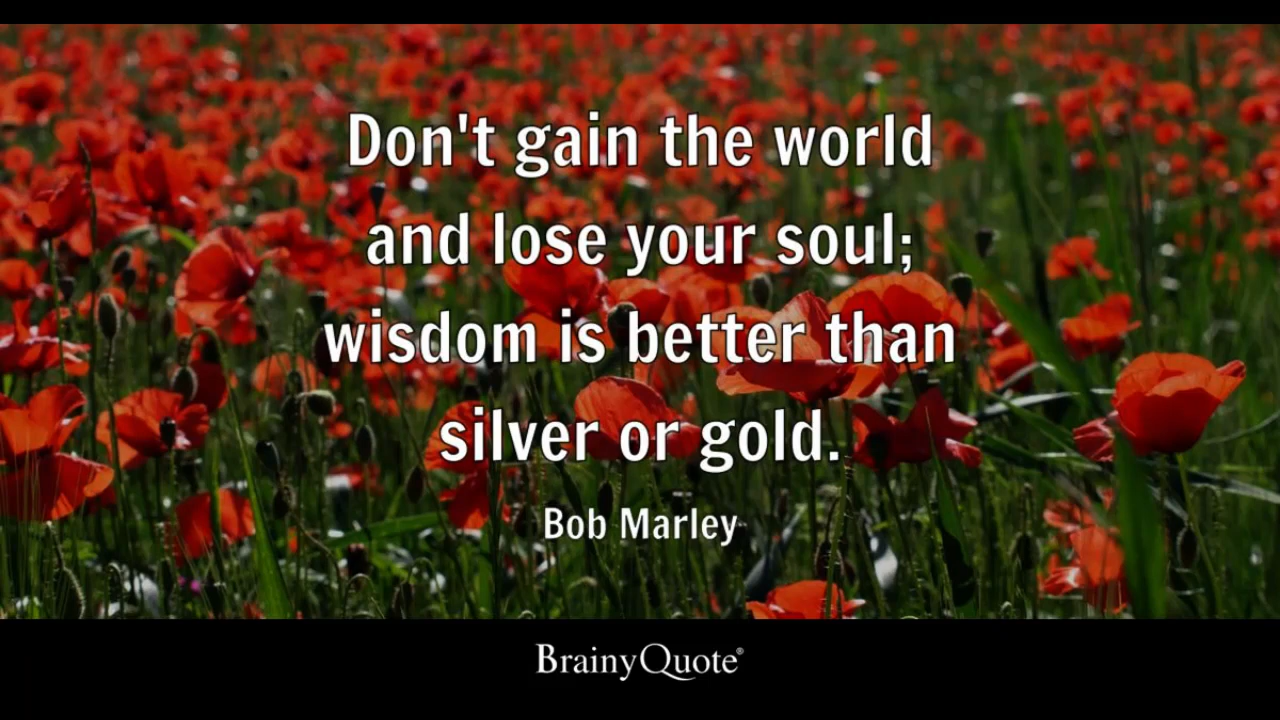 Don't gain the world
and lose your soul;
wisdom is better than
silver or gold.
Bob Marley
BrainyQuote®